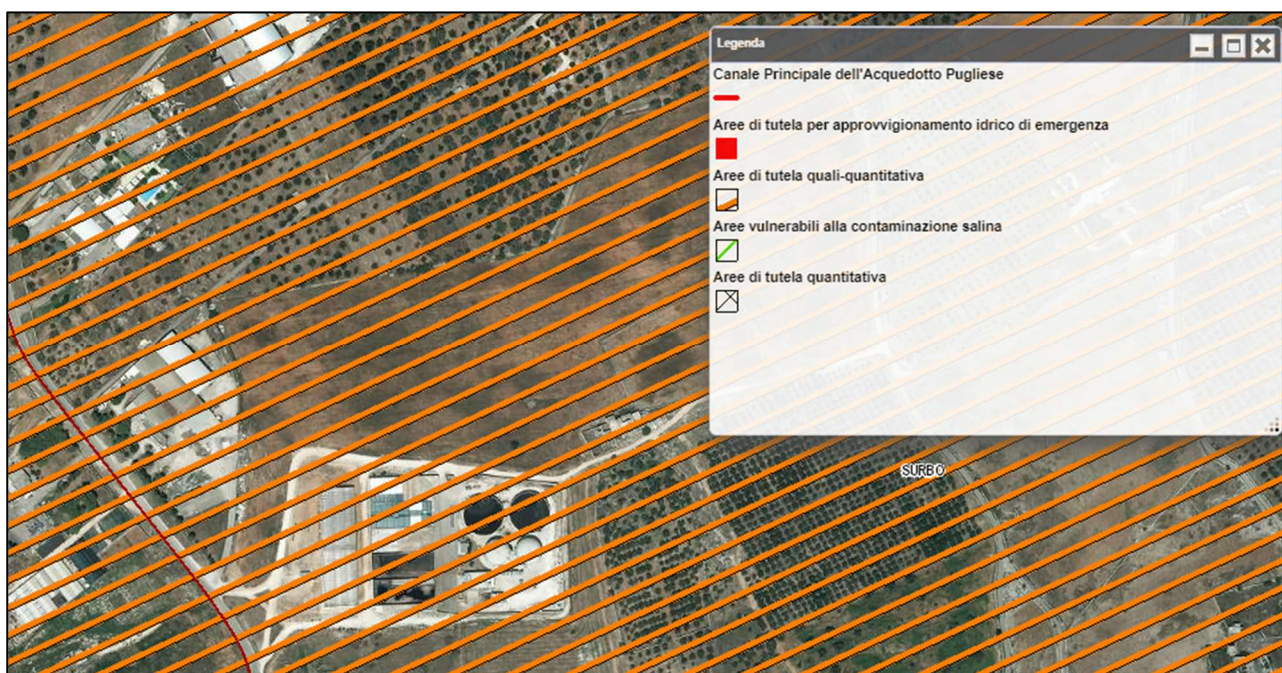 Legenda
Canale Principale dell'Acquedotto Pugliese
Aree di tutela per approvvigionamento idrico di emergenza
Aree di tutela quali-quantitativa
Aree vulnerabili alla contaminazione salina
Aree di tutela quantitativa
SURBO